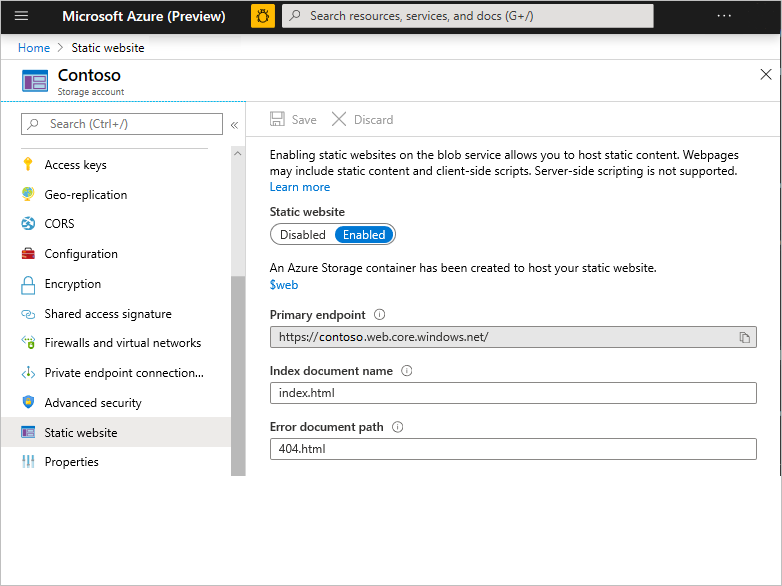 Microsoft Azure (Preview)
Search resources, services, and docs (G+/)
Home > Static website
Contoso
Storage account
Search (Ctrl+/)
Access keys
Geo-replication
CORS
Configuration
Encryption
Shared access signature
Firewalls and virtual networks
Private endpoint connection...
Advanced security
Static website
Properties
Save
Discard
Enabling static websites on the blob service allows you to host static content. Webpages
may include static content and client-side scripts. Server-side scripting is not supported.
Learn more
Static website
Disabled Enabled
An Azure Storage container has been created to host your static website.
$web
Primary endpoint
https://contoso.web.core.windows.net/
Index document name
index.html
Error document path
404.html